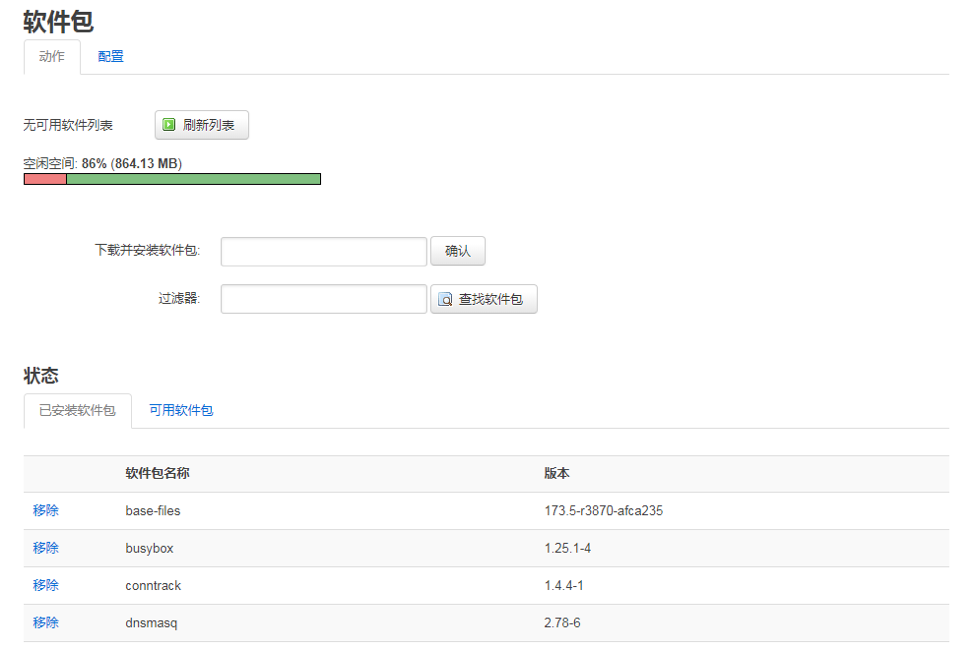 软件包
动作 配置
无可用软件列表 刷新列表
空闲空间: 86% (864.13 MB)
下载并安装软件包: 确认
过滤器: 查找软件包
状态
已安装软件包 可用软件包
软件包名称 版本
移除 base-files 173.5-r3870-afca235
移除 busybox 1.25.1-4
移除 conntrack 1.4.4-1
移除 dnsmasq 2.78-6